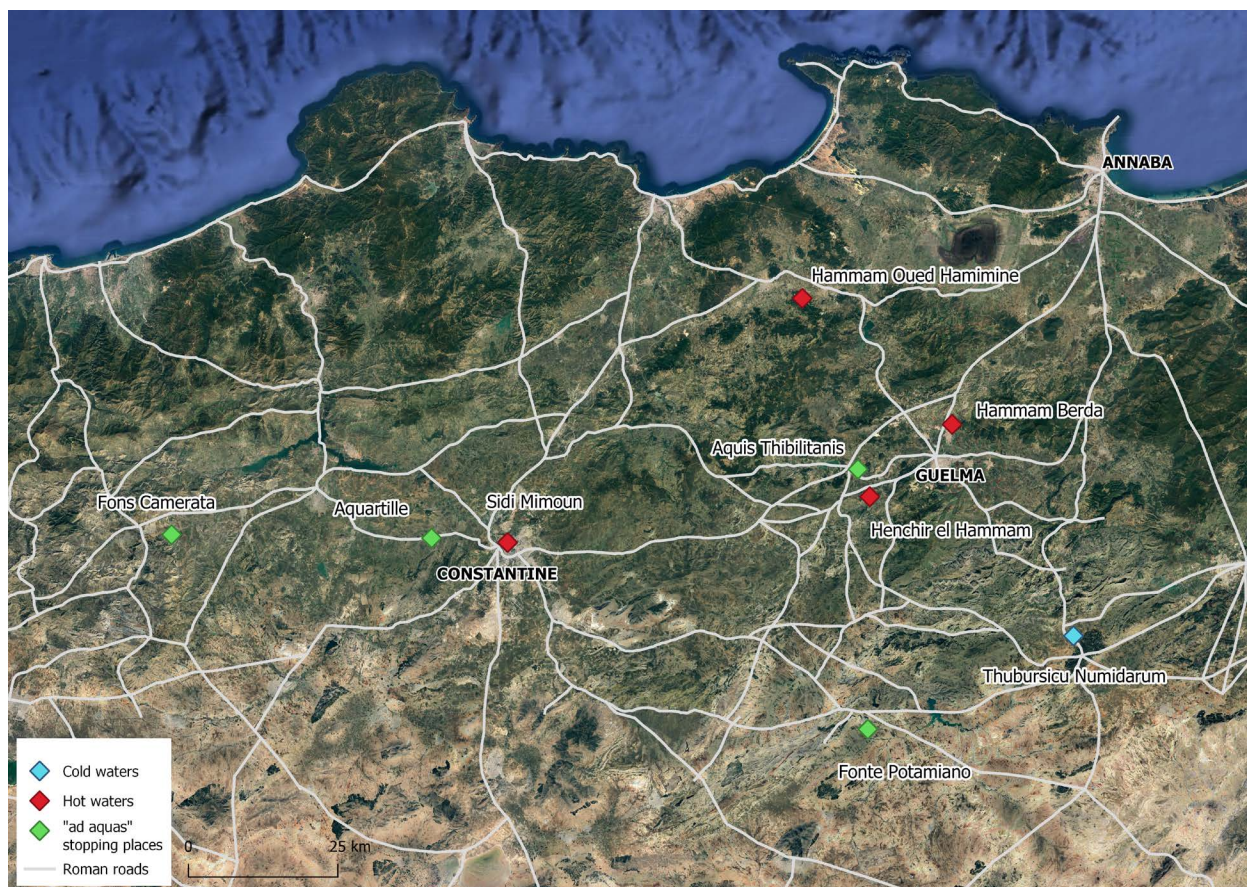 ANNABA
Hammam Oued Hamimine
Hammam Berda
Aquis Thibilitanis
GUELMA
Fons Camerata
Aquartille
Sidi Mimoun
Henchir el Hammam
CONSTANTINE
Thubursicu Numidarum
Fonte Potamiano
Cold waters
Hot waters
"ad aquas"
stopping places
Roman roads
0
25 km